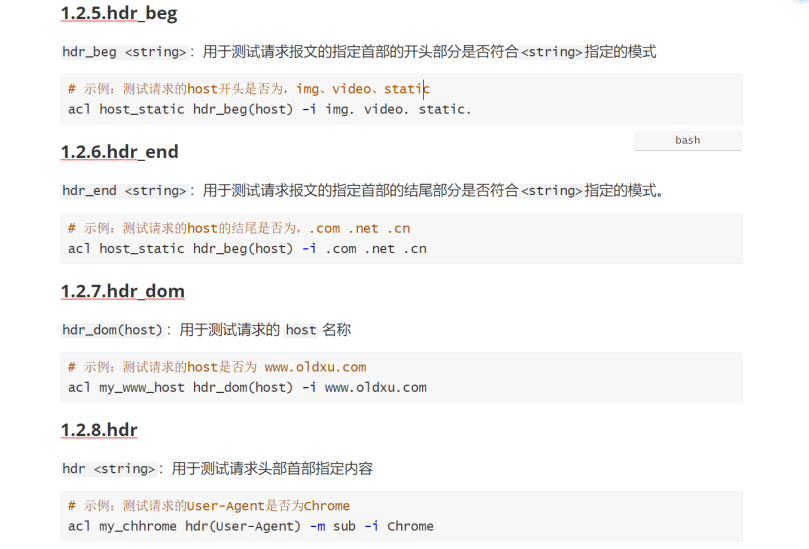 1.2.5.hdr_beg
hdr_beg <string>：用于测试请求报文的指定首部的开头部分是否符合<string>指定的模式
# 示例：测试请求的host开头是否为，img、video、static
acl host_static hdr_beg(host) -i img. video. static.
bash
1.2.6.hdr_end
hdr_end <string>：用于测试请求报文的指定首部的结尾部分是否符合<string>指定的模式。
# 示例：测试请求的host的结尾是否为，.com .net .cn
acl host_static hdr_beg(host) -i .com .net .cn
1.2.7.hdr_dom
hdr_dom(host)：用于测试请求的 host 名称
# 示例：测试请求的host是否为 www.oldxu.com
acl my_www_host hdr_dom(host) -i www.oldxu.com
1.2.8.hdr
hdr <string>：用于测试请求头部首部指定内容
# 示例：测试请求的User-Agent是否为Chrome
acl my_chhrome hdr(User-Agent) -m sub -i Chrome